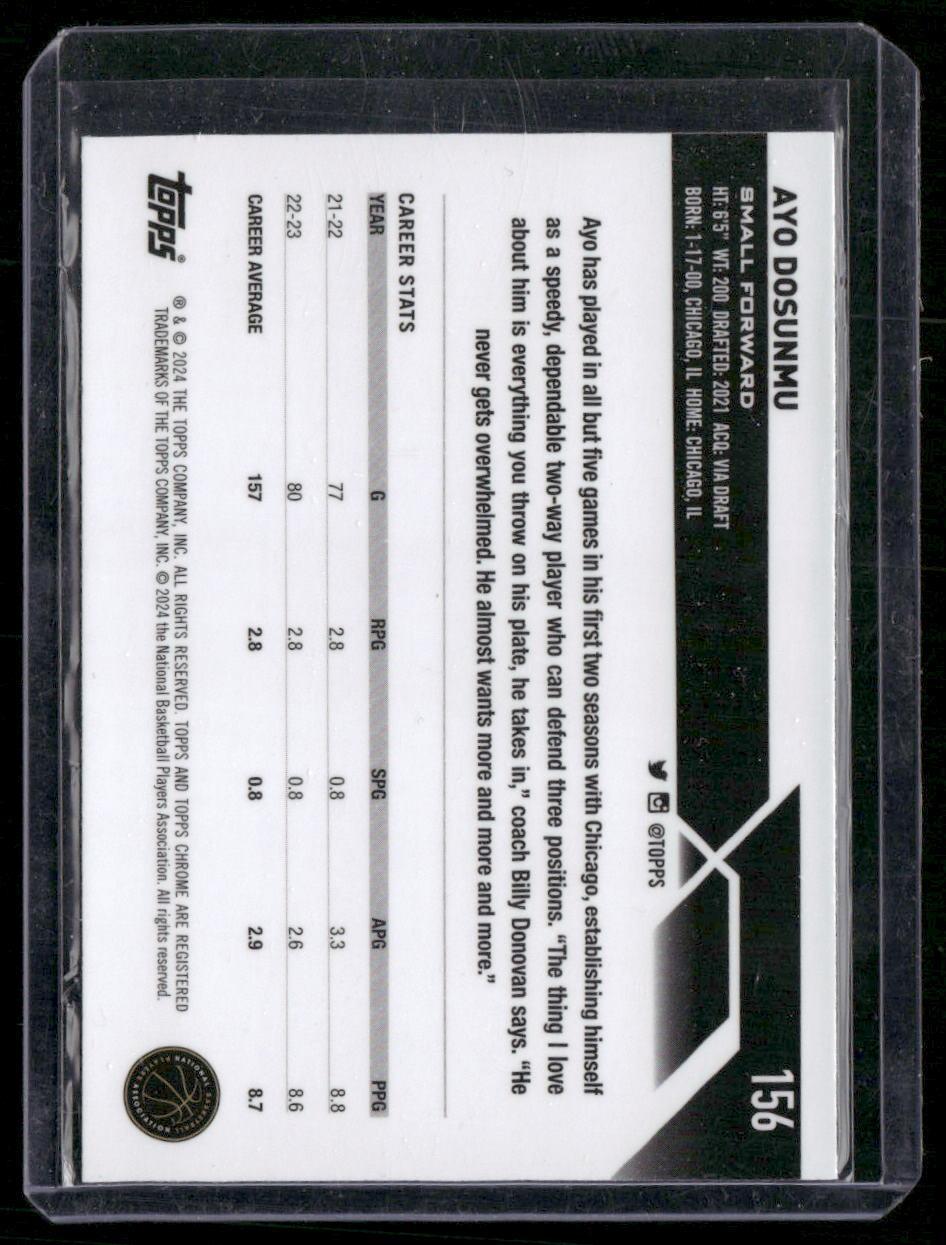 AYO DOSUNMU
156
SMALL FORWARD
HT: 6'5" WT: 200 DRAFTED: 2021 ACQ: VIA DRAFT
BORN: 1-17-00, CHICAGO, IL HOME: CHICAGO, IL
@TOPPS
Ayo has played in all but five games in his first two seasons with Chicago, establishing himself
as a speedy, dependable two-way player who can defend three positions. “The thing I love
about him is everything you throw on his plate, he takes in,” coach Billy Donovan says. “He
never gets overwhelmed. He almost wants more and more and more.”
CAREER STATS
YEAR G RPG SPG APG PPG
21-22 77 2.8 0.8 3.3 8.8
22-23 80 2.8 0.8 2.6 8.6
CAREER AVERAGE 157 2.8 0.8 2.9 8.7
topps®
® & © 2024 THE TOPPS COMPANY, INC. ALL RIGHTS RESERVED. TOPPS AND TOPPS CHROME ARE REGISTERED
TRADEMARKS OF THE TOPPS COMPANY, INC. © 2024 the National Basketball Players Association. All rights reserved.
NATIONAL BASKETBALL PLAYERS ASSOCIATION